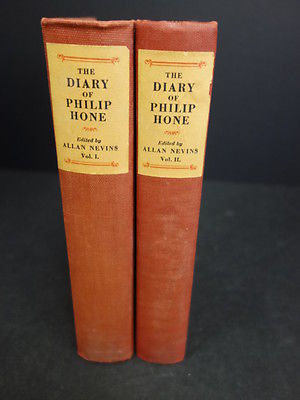 THE
DIARY
OF
PHILIP
HONE
Edited by
ALLAN NEVINS
Vol. I.
THE
DIARY
OF
PHILIP
HONE
Edited by
ALLAN NEVINS
Vol. II.